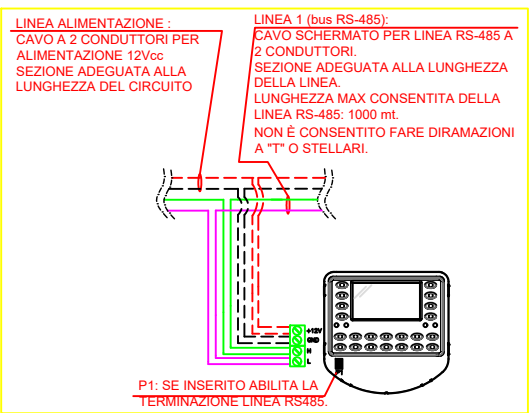 LINEA ALIMENTAZIONE :
CAVO A 2 CONDUTTORI PER
ALIMENTAZIONE 12Vcc
SEZIONE ADEGUATA ALLA
LUNGHEZZA DEL CIRCUITO
LINEA 1 (bus RS-485):
CAVO SCHERMATO PER LINEA RS-485 A
2 CONDUTTORI.
SEZIONE ADEGUATA ALLA LUNGHEZZA
DELLA LINEA.
LUNGHEZZA MAX CONSENTITA DELLA
LINEA RS-485: 1000 mt.
NON È CONSENTITO FARE DIRAMAZIONI
A "T" O STELLARI.
+12V
GND
H
L
P1: SE INSERITO ABILITA LA
TERMINAZIONE LINEA RS485.